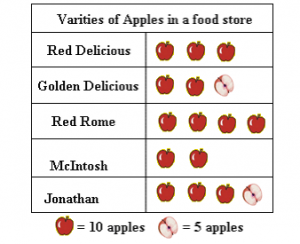 Varities of Apples in a food store
Red Delicious
Golden Delicious
Red Rome
McIntosh
Jonathan
= 10 apples = 5 apples